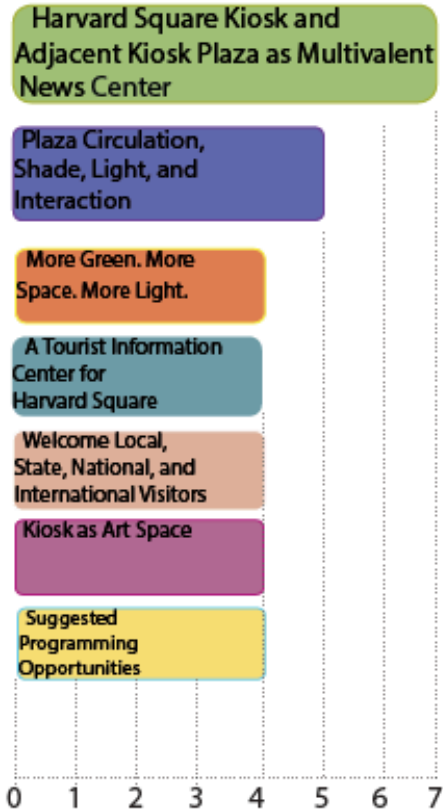 Harvard Square Kiosk and
Adjacent Kiosk Plaza as Multivalent
News Center
Plaza Circulation,
Shade, Light, and
Interaction
More Green. More
Space. More Light.
A Tourist Information
Center for
Harvard Square
Welcome Local,
State, National, and
International Visitors
Kiosk as Art Space
Suggested
Programming
Opportunities
0 1 2 3 4 5 6 7